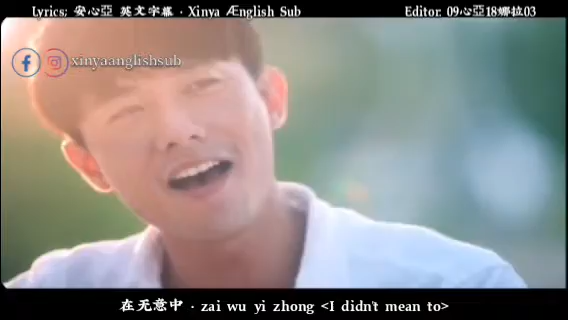 Lyrics; 安心亞 英文字幕 · Xinya Ænglish Sub
Editor. 09心亞18娜拉03
xinyaanglishsub
在无意中 · zai wu yi zhong <I didn't mean to>